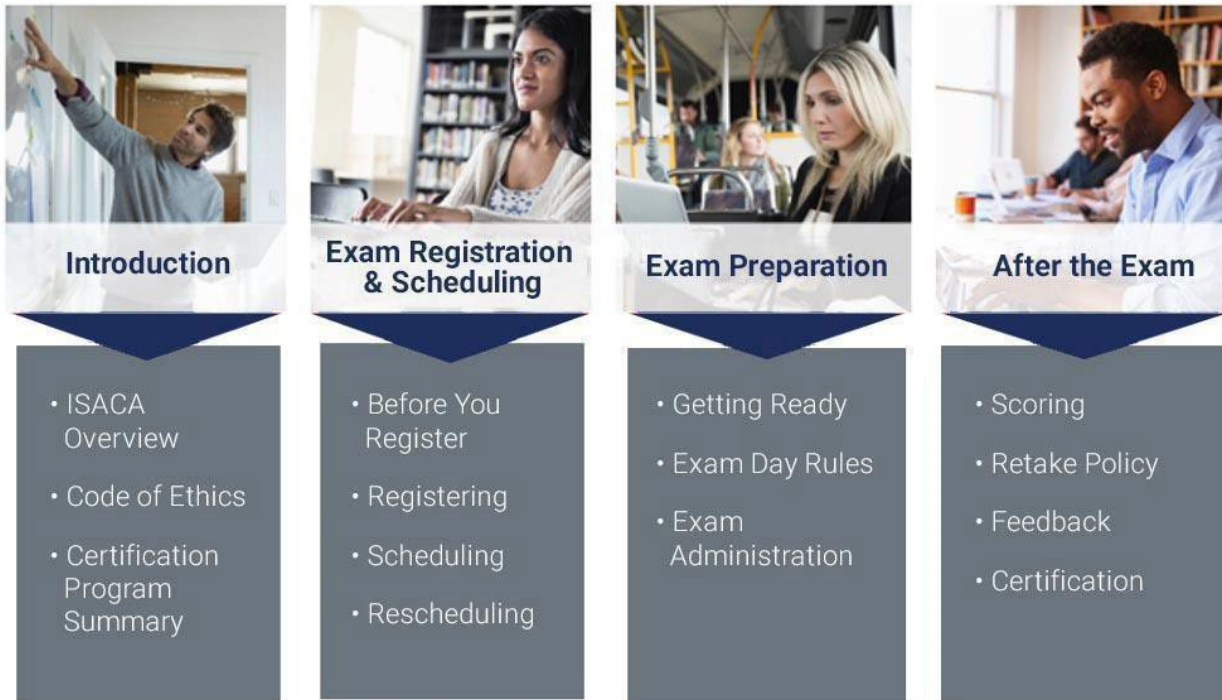 Introduction
• ISACA
Overview
• Code of Ethics
• Certification
Program
Summary
Exam Registration
& Scheduling
• Before You
Register
• Registering
• Scheduling
• Rescheduling
Exam Preparation
• Getting Ready
• Exam Day Rules
• Exam
Administration
After the Exam
• Scoring
• Retake Policy
• Feedback
• Certification